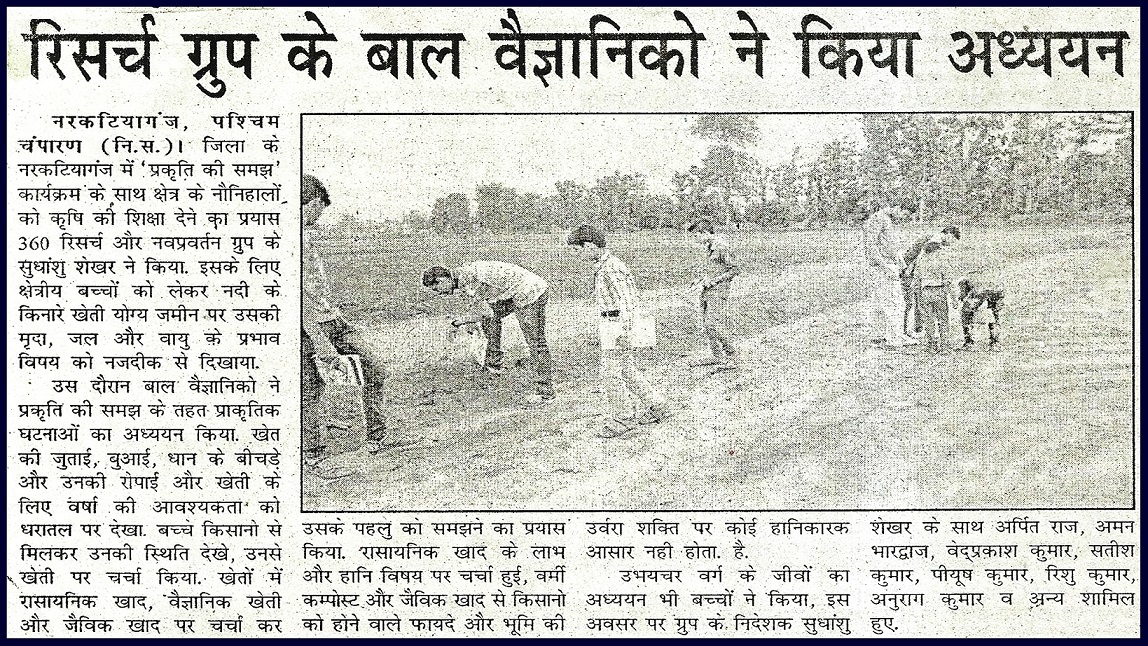 रिसर्च ग्रुप के बाल वैज्ञानिको ने किया अध्ययन
नरकटियागंज, पश्चिम
चंपारण (नि.स.)। जिला के
नरकटियागंज में 'प्रकृति की समझ'
कार्यक्रम के साथ क्षेत्र के नौनिहालों
को कृषि की शिक्षा देने का प्रयास
360 रिसर्च और नवप्रवर्तन ग्रुप के
सुधांशु शेखर ने किया. इसके लिए
क्षेत्रीय बच्चों को लेकर नदी के
किनारे खेती योग्य जमीन पर उसकी
मृदा, जल और वायु के प्रभाव
विषय को नजदीक से दिखाया.
उस दौरान बाल वैज्ञानिको ने
प्रकृति की समझ के तहत प्राकृतिक
घटनाओं का अध्ययन किया. खेत
की जुताई, बुआई, धान के बीचड़े
और उनकी रोपाई और खेती के
लिए वर्षा की आवश्यकता को
धरातल पर देखा. बच्चे किसानो से
मिलकर उनकी स्थिति देखे, उनसे
खेती पर चर्चा किया. खेतों में
रासायनिक खाद, वैज्ञानिक खेती
और जैविक खाद पर चर्चा कर
उसके पहलु को समझने का प्रयास
किया. रासायनिक खाद के लाभ
और हानि विषय पर चर्चा हुई, वर्मी
कम्पोस्ट और जैविक खाद से किसानो
को होने वाले फायदे और भूमि की
उर्वरा शक्ति पर कोई हानिकारक
आसार नही होता. है.
उभयचर वर्ग के जीवों का
अध्ययन भी बच्चों ने किया, इस
अवसर पर ग्रुप के निदेशक सुधांशु
शेखर के साथ अर्पित राज, अमन
भारद्वाज, वेदप्रकाश कुमार, सतीश
कुमार, पीयूष कुमार, रिशु कुमार,
अनुराग कुमार व अन्य शामिल
हुए.